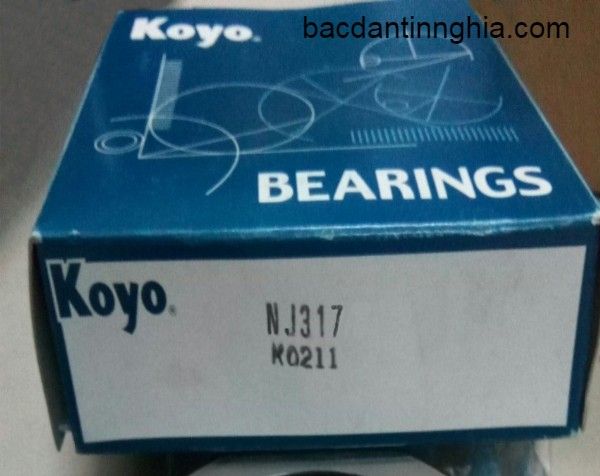 bacdantinnghia.com
Koyo.
BEARINGS
Koyo.
NJ317
K0211